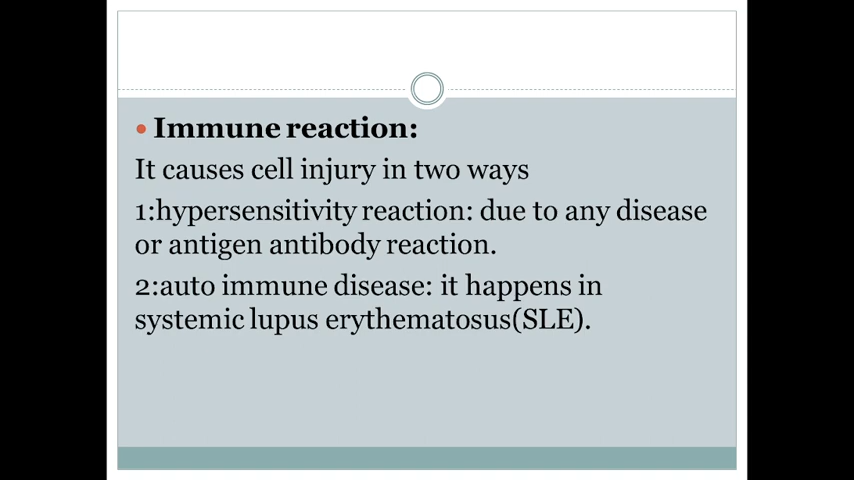 Immune reaction:
It causes cell injury in two ways
1:hypersensitivity reaction: due to any disease
or antigen antibody reaction.
2:auto immune disease: it happens in
systemic lupus erythematosus(SLE).